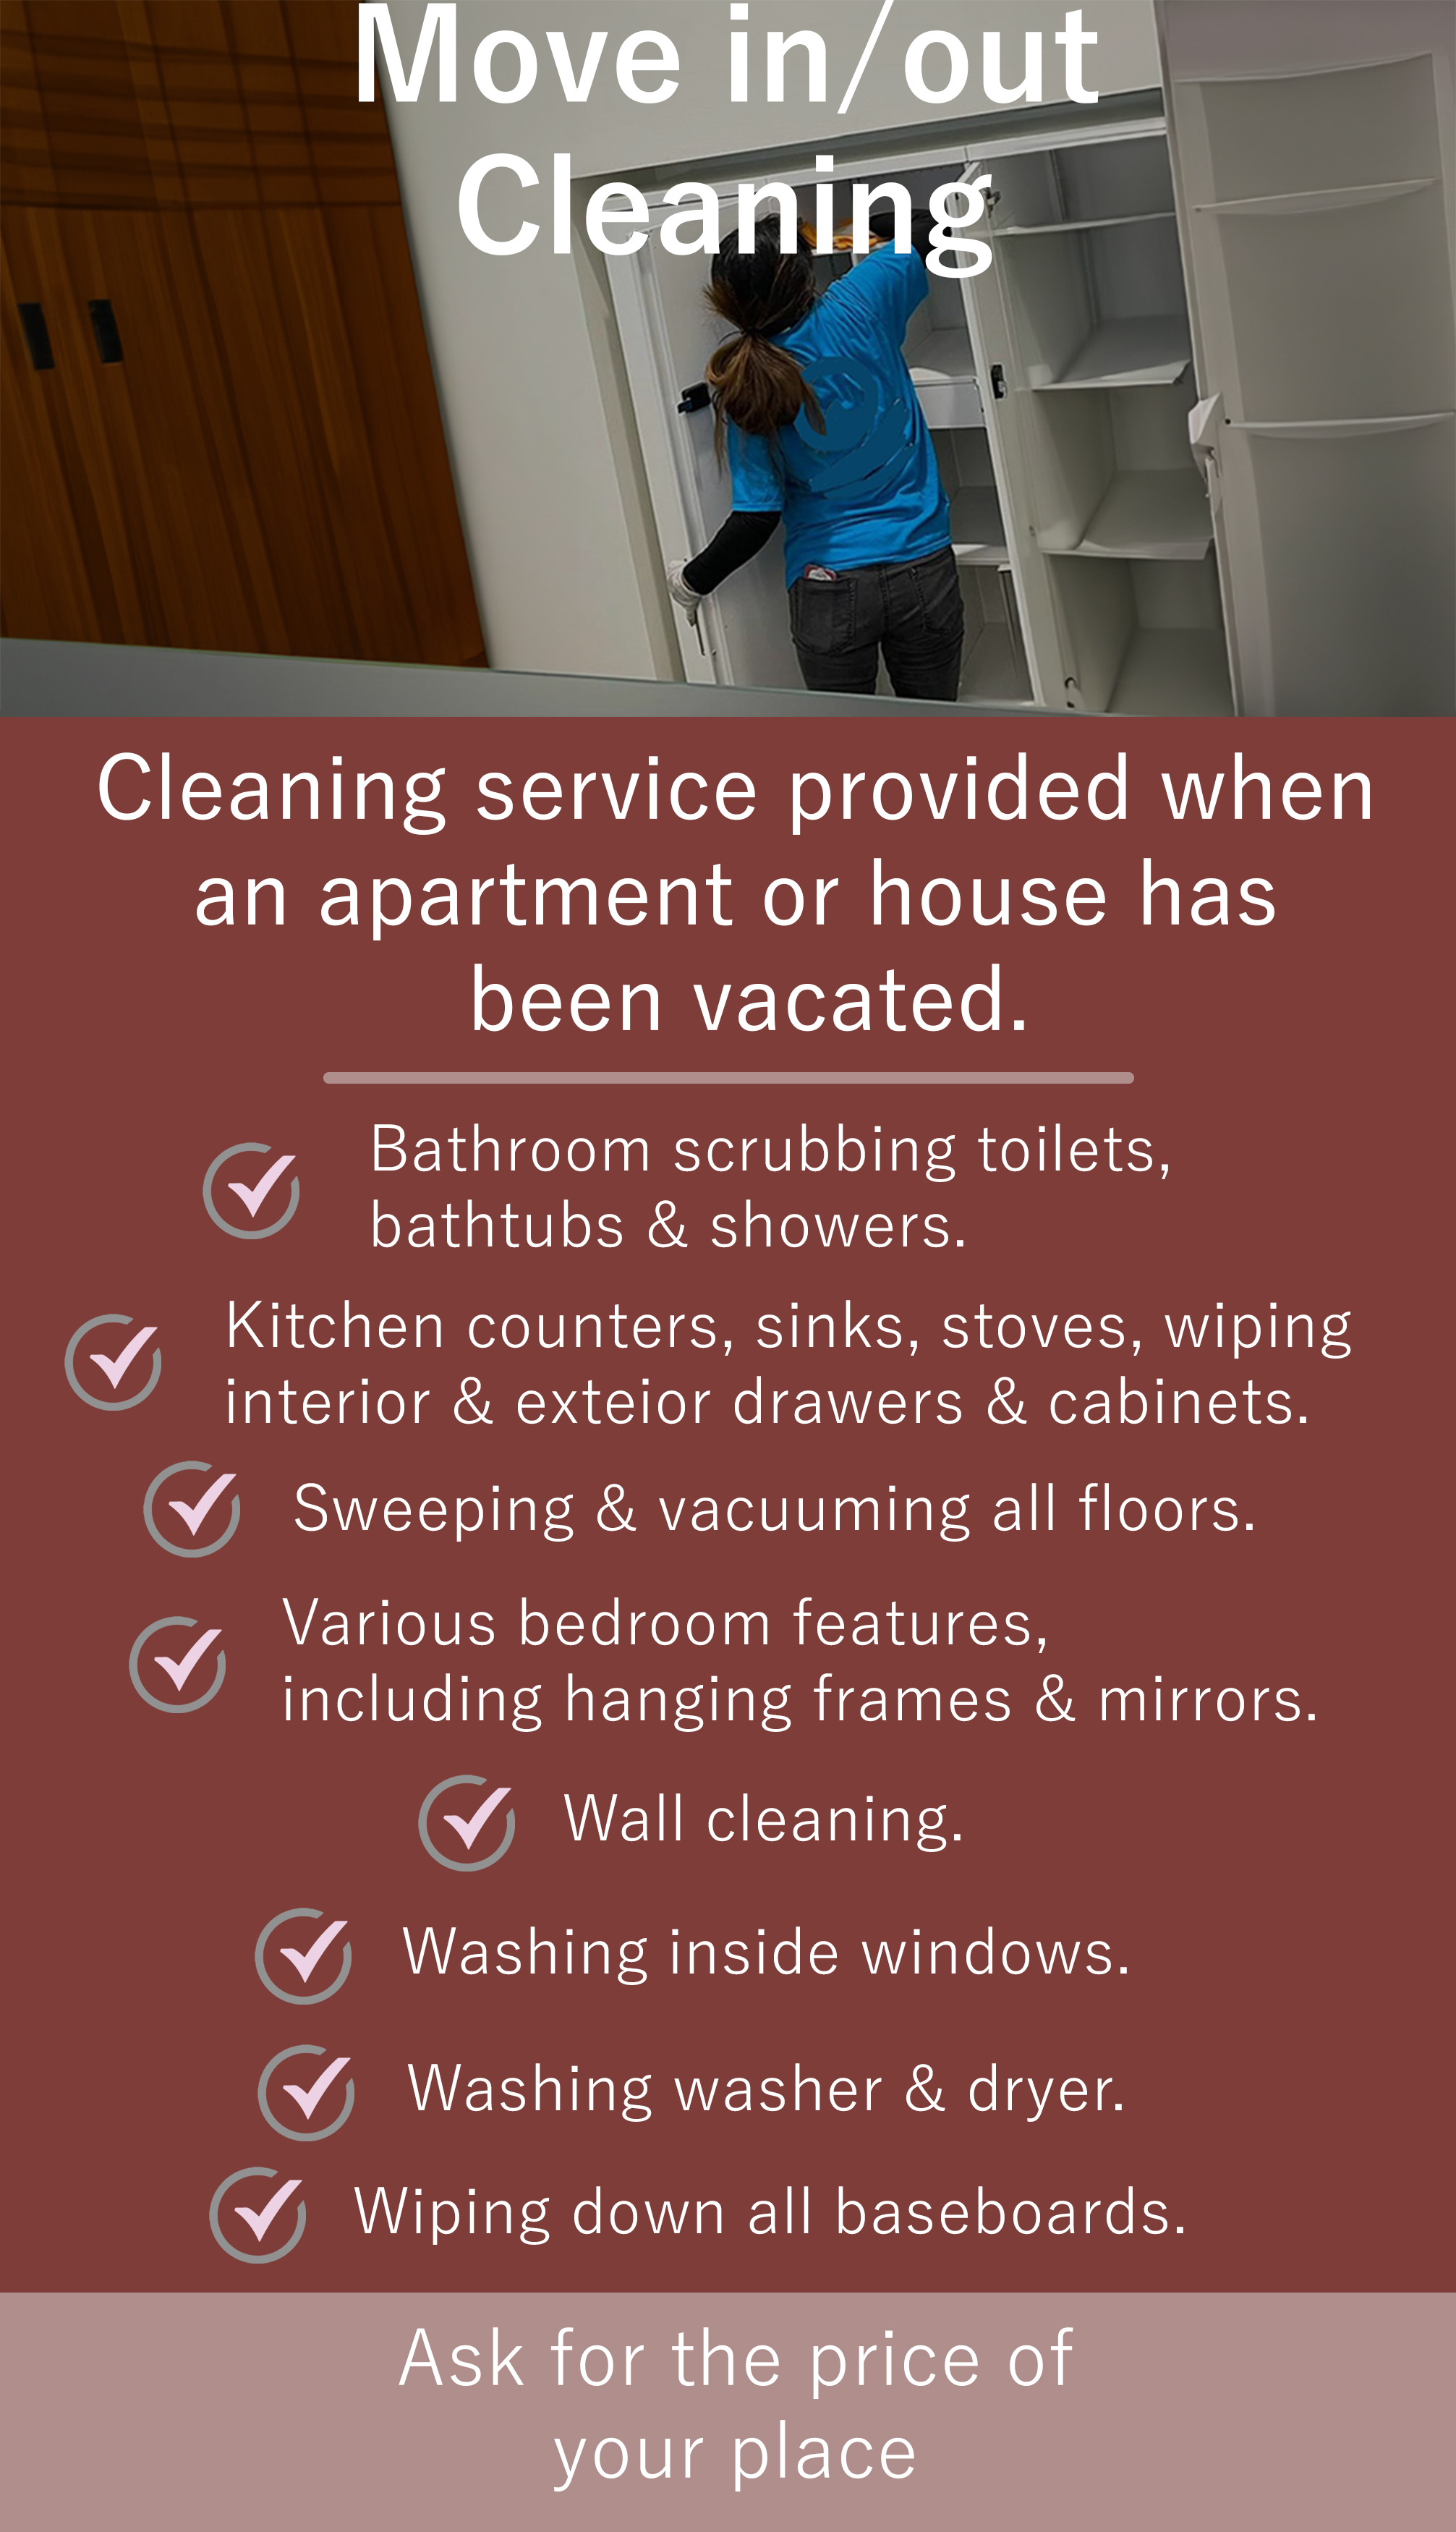 Move in/out
Cleaning
Cleaning service provided when
an apartment or house has
been vacated.
Bathroom scrubbing toilets,
bathtubs & showers.
Kitchen counters, sinks, stoves, wiping
interior & exteior drawers & cabinets.
Sweeping & vacuuming all floors.
Various bedroom features,
including hanging frames & mirrors.
Wall cleaning.
Washing inside windows.
Washing washer & dryer.
Wiping down all baseboards.
Ask for the price of
your place